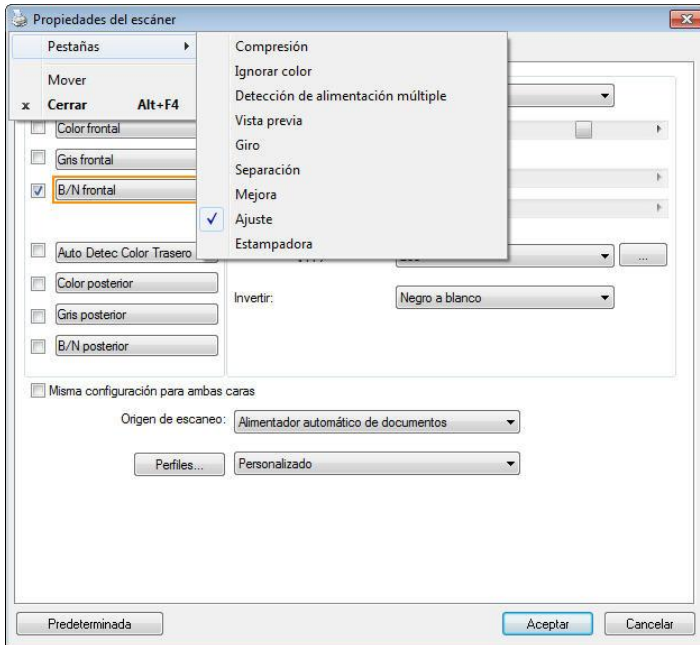 Propiedades del escáner
Pestañas
Mover
x Cerrar Alt+F4
Compresión
Ignorar color
Detección de alimentación múltiple
Vista previa
Giro
Separación
Mejora
Ajuste
Estampadora
Color frontal
Gris frontal
B/N frontal
Auto Detec Color Trasero
...
Color posterior
Invertir:
Negro a blanco
Gris posterior
B/N posterior
Misma configuración para ambas caras
Origen de escaneo:
Alimentador automático de documentos
Perfiles...
Personalizado
Predeterminada
Aceptar
Cancelar